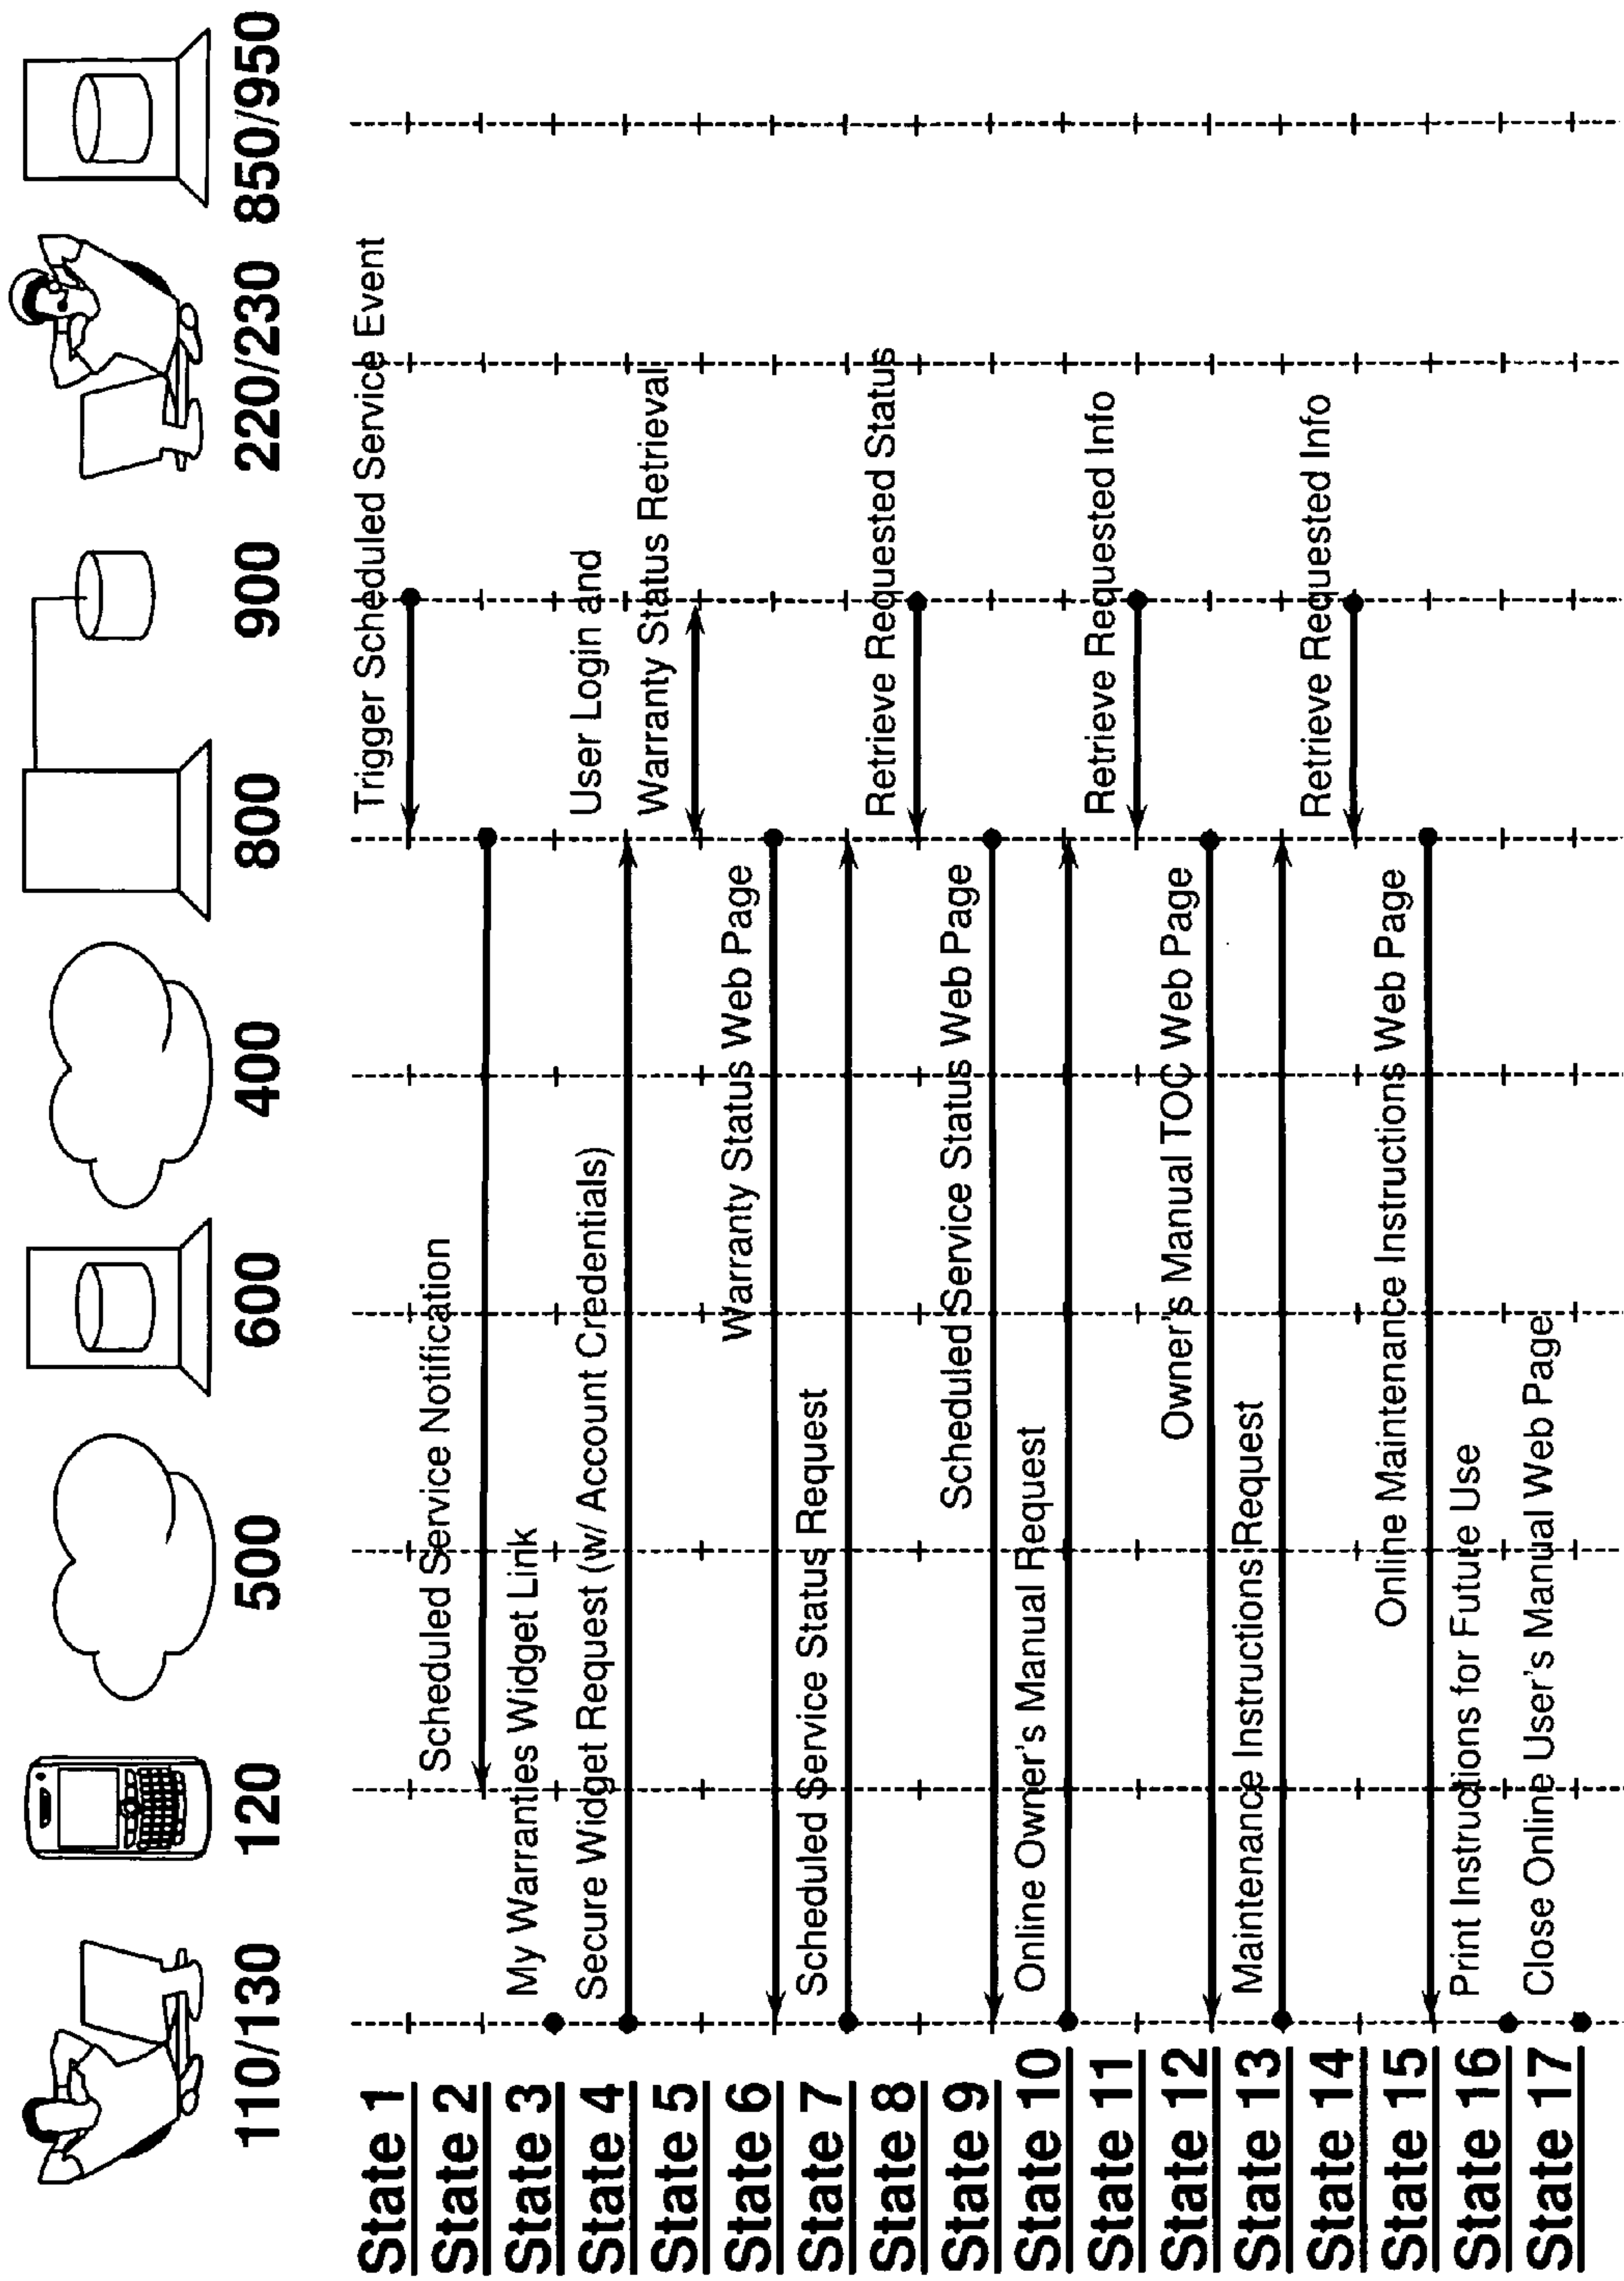 110/130
120
500
600
400
800
900
220/230
850/950
State 1
Trigger Scheduled Service Event
State 2
Scheduled Service Notification
State 3
My Warranties Widget Link
State 4
Secure Widget Request (w/ Account Credentials)
State 5
User Login and
Warranty Status Retrieval
State 6
Warranty Status Web Page
State 7
Scheduled Service Status Request
State 8
Retrieve Requested Status
State 9
Scheduled Service Status Web Page
State 10
Online Owner's Manual Request
State 11
Retrieve Requested Info
State 12
Owner's Manual TOC Web Page
State 13
Maintenance Instructions Request
State 14
Retrieve Requested Info
State 15
Online Maintenance Instructions Web Page
State 16
Print Instructions for Future Use
State 17
Close Online User's Manual Web Page